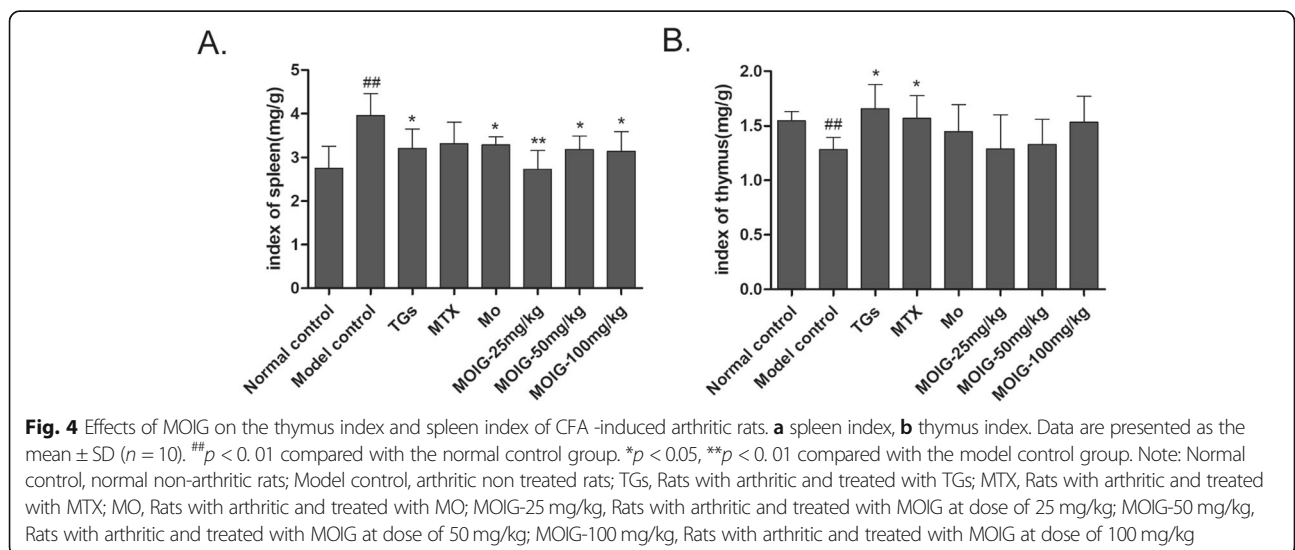 A.
B.
index of spleen(mg/g)
5
4
3
2
1
0
##
*
*
**
*
*
Normal control
Model control
TGs
MTX
Mo
MOIG-25mg/kg
MOIG-50mg/kg
MOIG-100mg/kg
index of thymus(mg/g)
2.0
1.5
1.0
0.5
0.0
##
*
*
Normal control
Model control
TGs
MTX
Mo
MOIG-25mg/kg
MOIG-50mg/kg
MOIG-100mg/kg
Fig. 4 Effects of MOIG on the thymus index and spleen index of CFA -induced arthritic rats. a spleen index, b thymus index. Data are presented as the
mean ± SD (n = 10). ##p < 0. 01 compared with the normal control group. *p < 0.05, **p < 0. 01 compared with the model control group. Note: Normal
control, normal non-arthritic rats; Model control, arthritic non treated rats; TGs, Rats with arthritic and treated with TGs; MTX, Rats with arthritic and treated
with MTX; MO, Rats with arthritic and treated with MO; MOIG-25 mg/kg, Rats with arthritic and treated with MOIG at dose of 25 mg/kg; MOIG-50 mg/kg,
Rats with arthritic and treated with MOIG at dose of 50 mg/kg; MOIG-100 mg/kg, Rats with arthritic and treated with MOIG at dose of 100 mg/kg